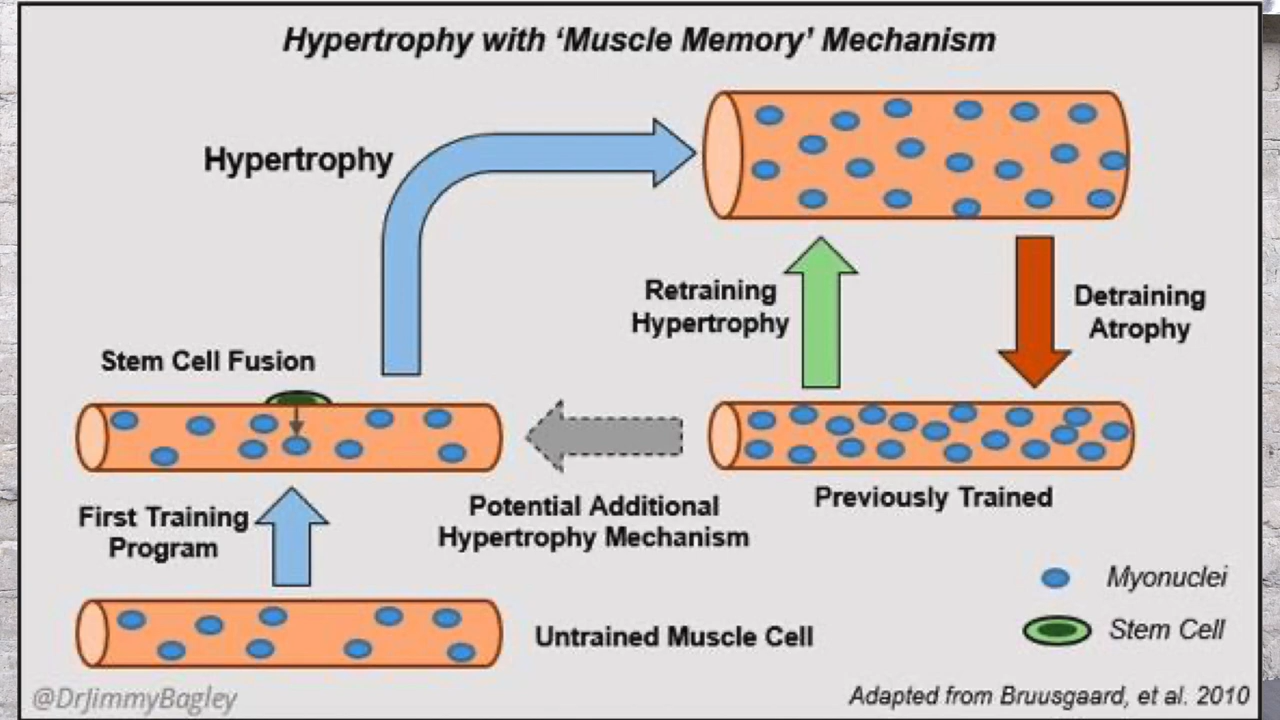 Hypertrophy with ‘Muscle Memory’ Mechanism
Hypertrophy
Retraining
Hypertrophy
Detraining
Atrophy
Stem Cell Fusion
First Training
Program
Potential Additional
Hypertrophy Mechanism
Previously Trained
Myonuclei
Stem Cell
Untrained Muscle Cell
@DrJimmyBagley
Adapted from Bruusgaard, et al. 2010